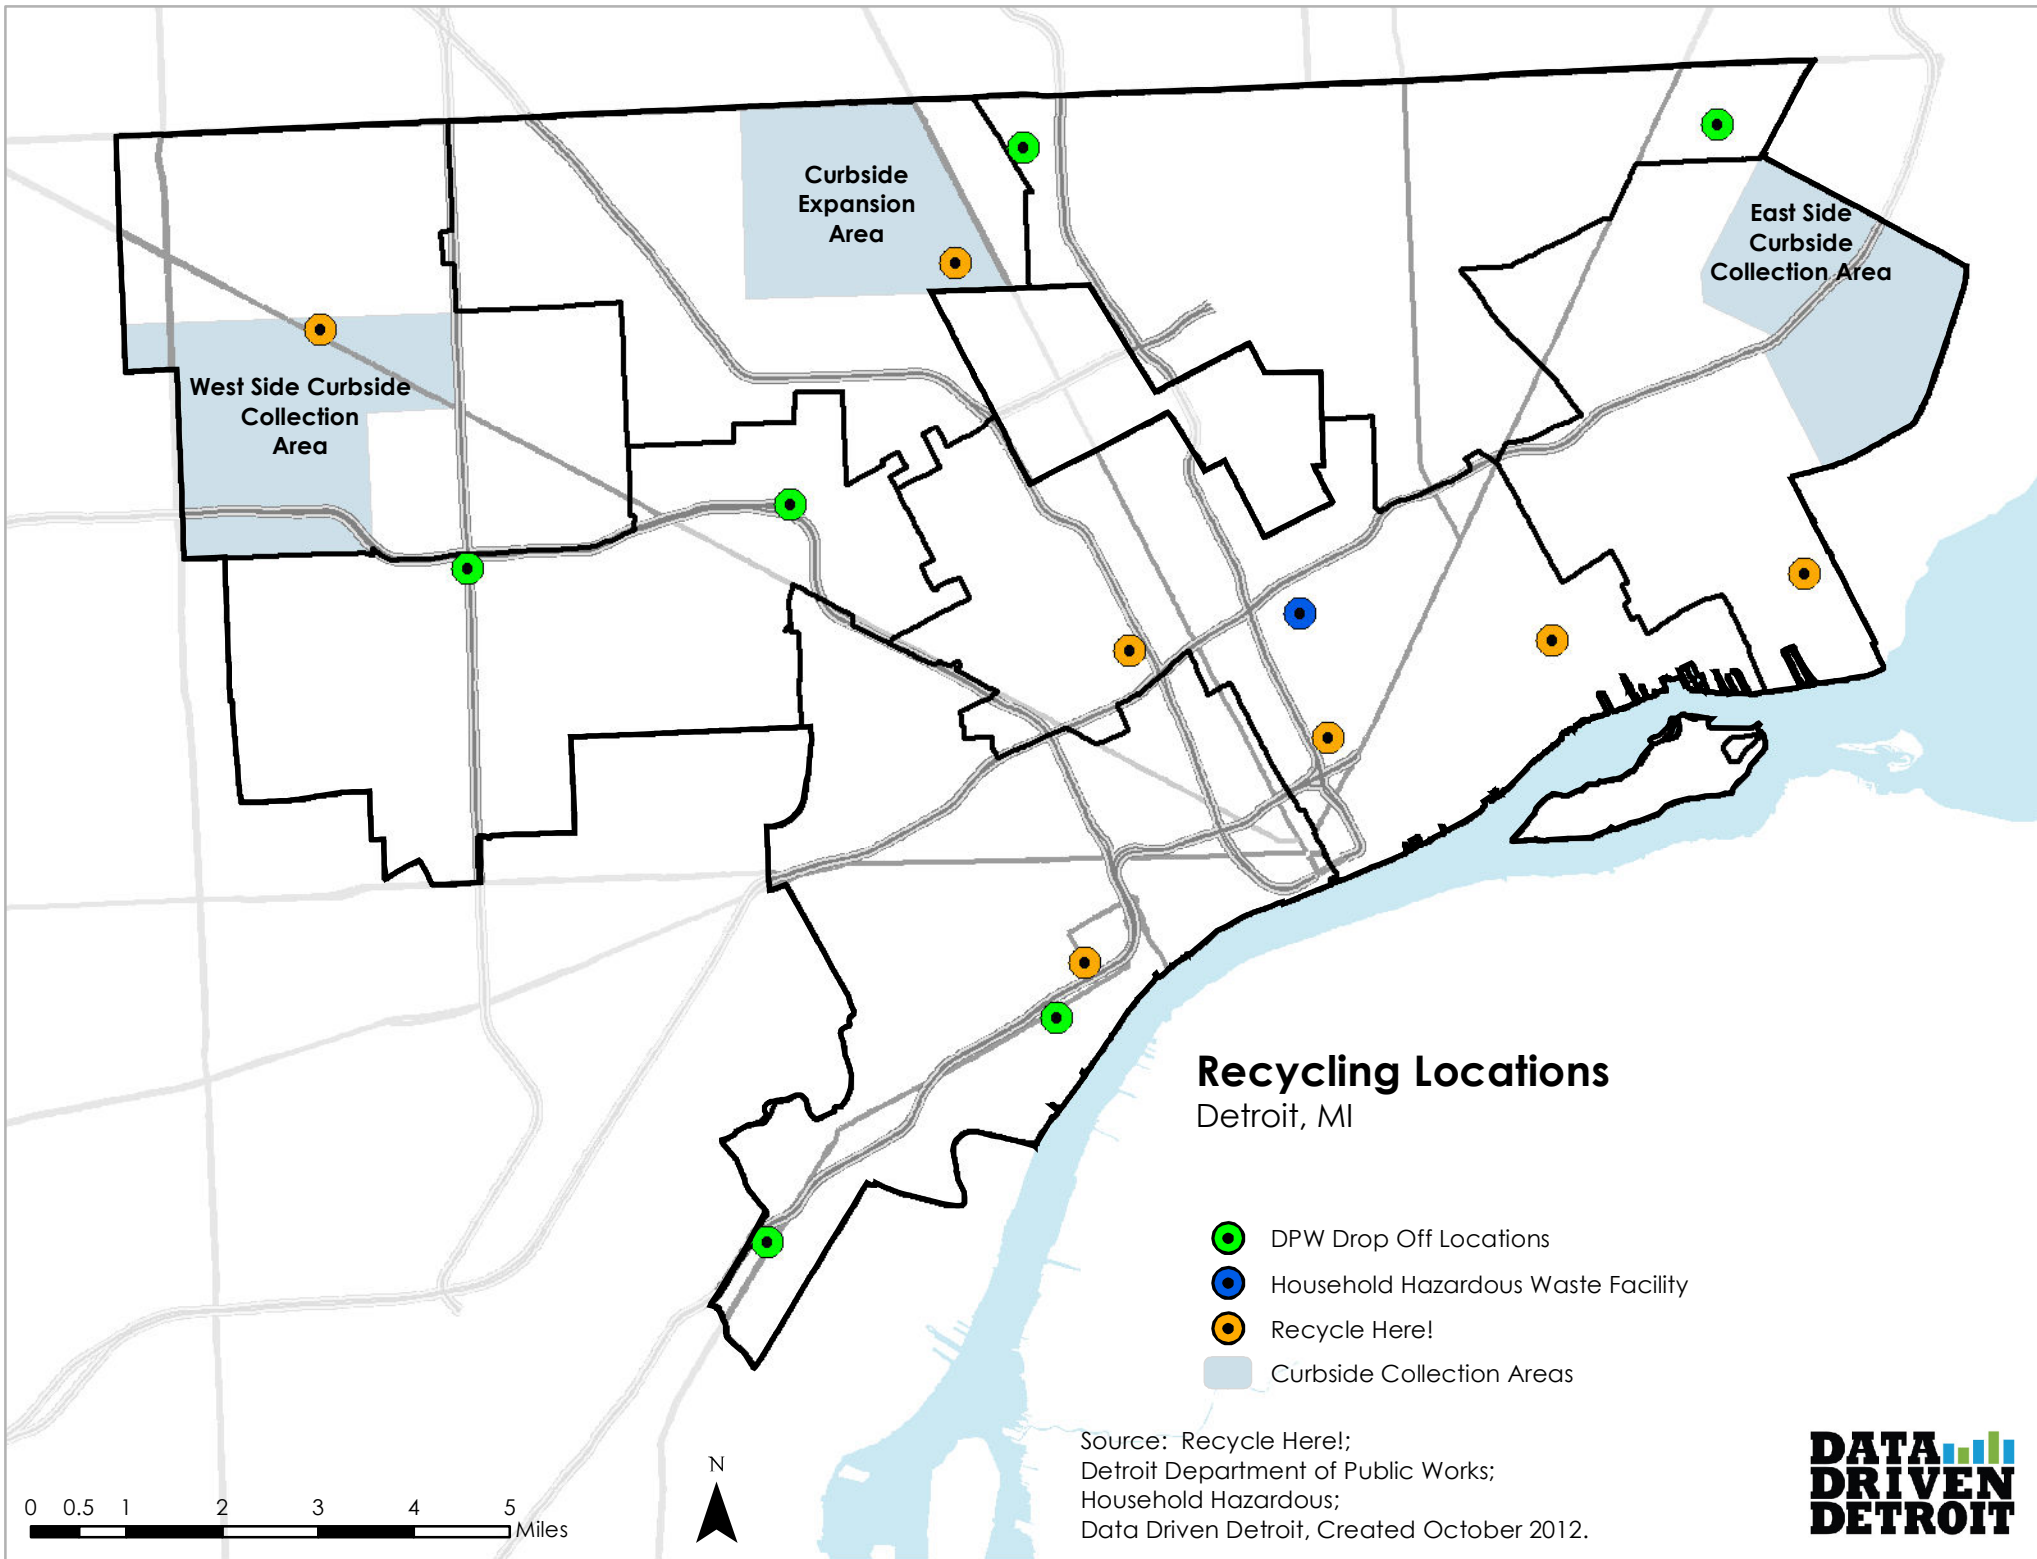 Curbside
Expansion
Area
East Side
Curbside
Collection Area
West Side Curbside
Collection
Area
Recycling Locations
Detroit, MI
DPW Drop Off Locations
Household Hazardous Waste Facility
Recycle Here!
Curbside Collection Areas
Source: Recycle Here!;
Detroit Department of Public Works;
Household Hazardous;
Data Driven Detroit, Created October 2012.
N
0 0.5 1 2 3 4 5
Miles
DATA
DRIVEN
DETROIT